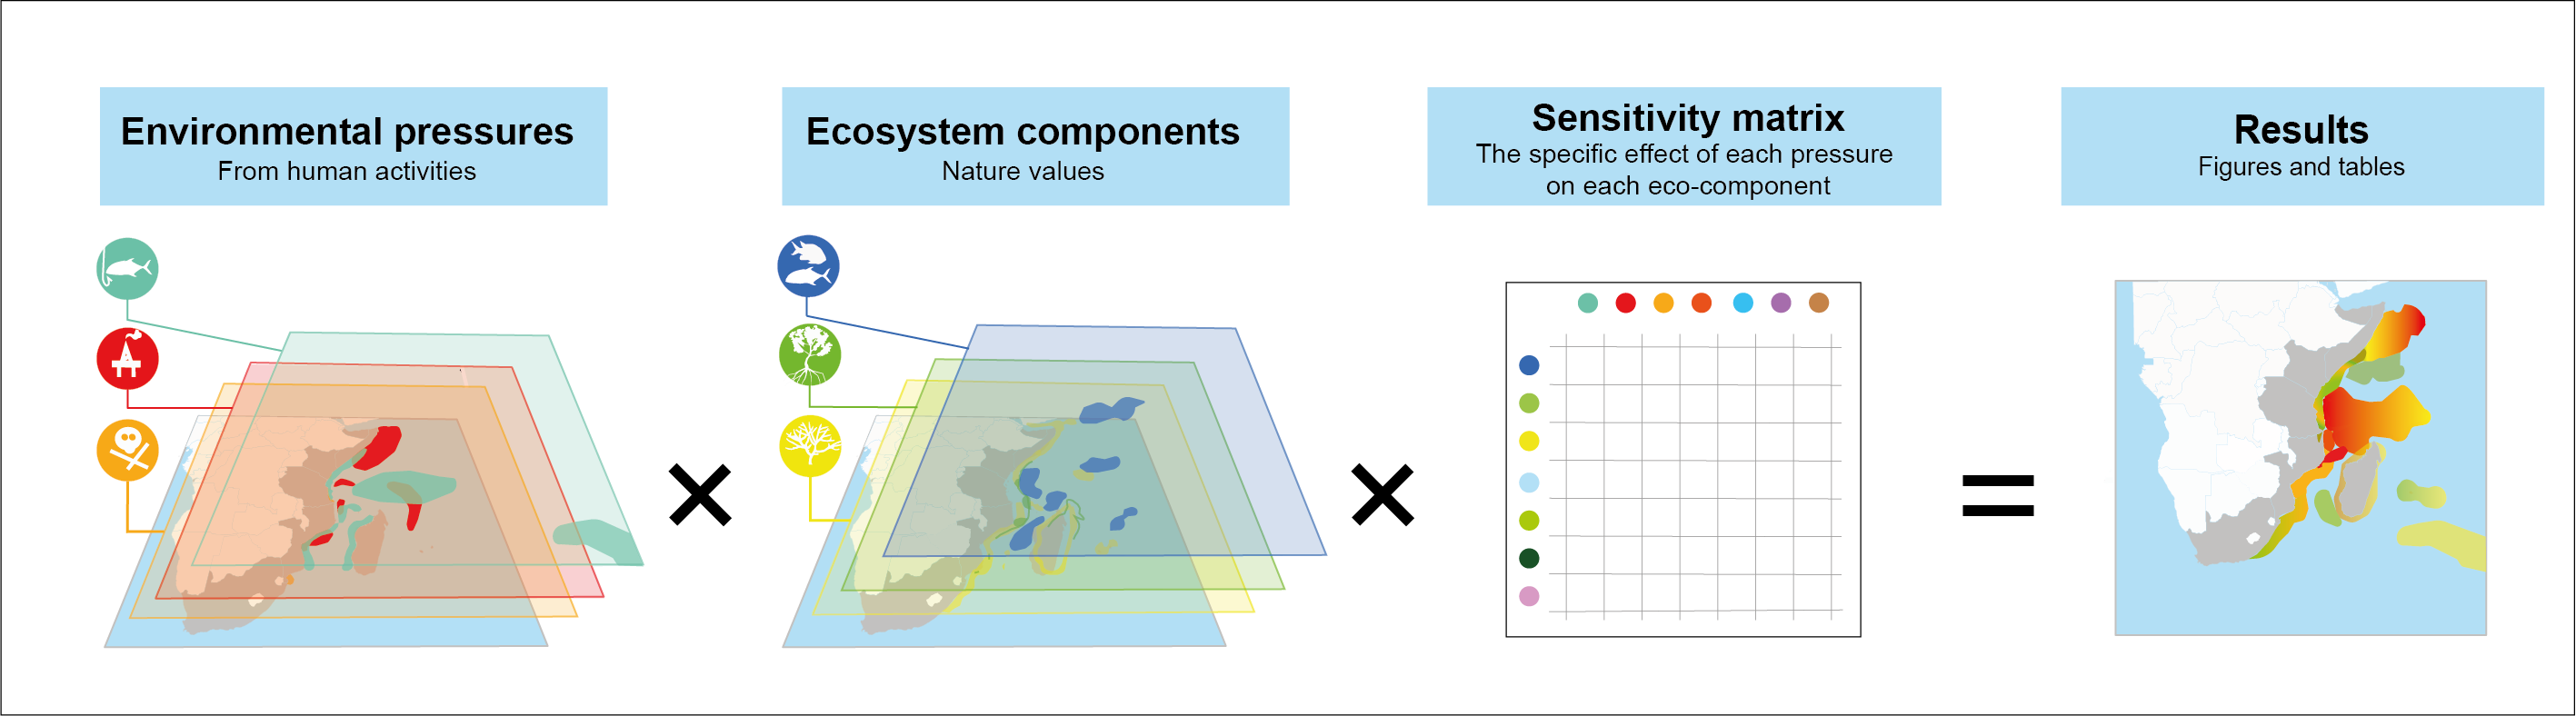 Environmental pressures
From human activities
Ecosystem components
Nature values
Sensitivity matrix
The specific effect of each pressure
on each eco-component
Results
Figures and tables